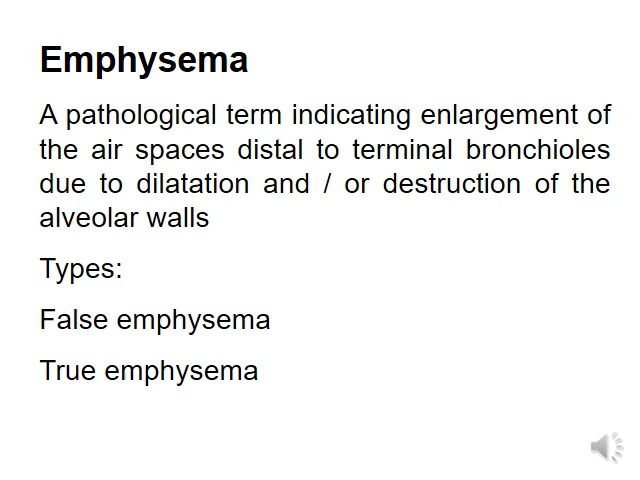 Emphysema
A pathological term indicating enlargement of
the air spaces distal to terminal bronchioles
due to dilatation and / or destruction of the
alveolar walls
Types:
False emphysema
True emphysema